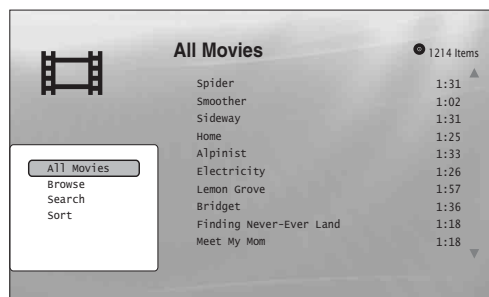 All Movies
1214 Items
Spider 1:31
Smoother 1:02
Sideway 1:31
Home 1:25
Alpinist 1:33
Electricity 1:26
Lemon Grove 1:57
Bridget 1:36
Finding Never-Ever Land 1:18
Meet My Mom 1:18
All Movies
Browse
Search
Sort